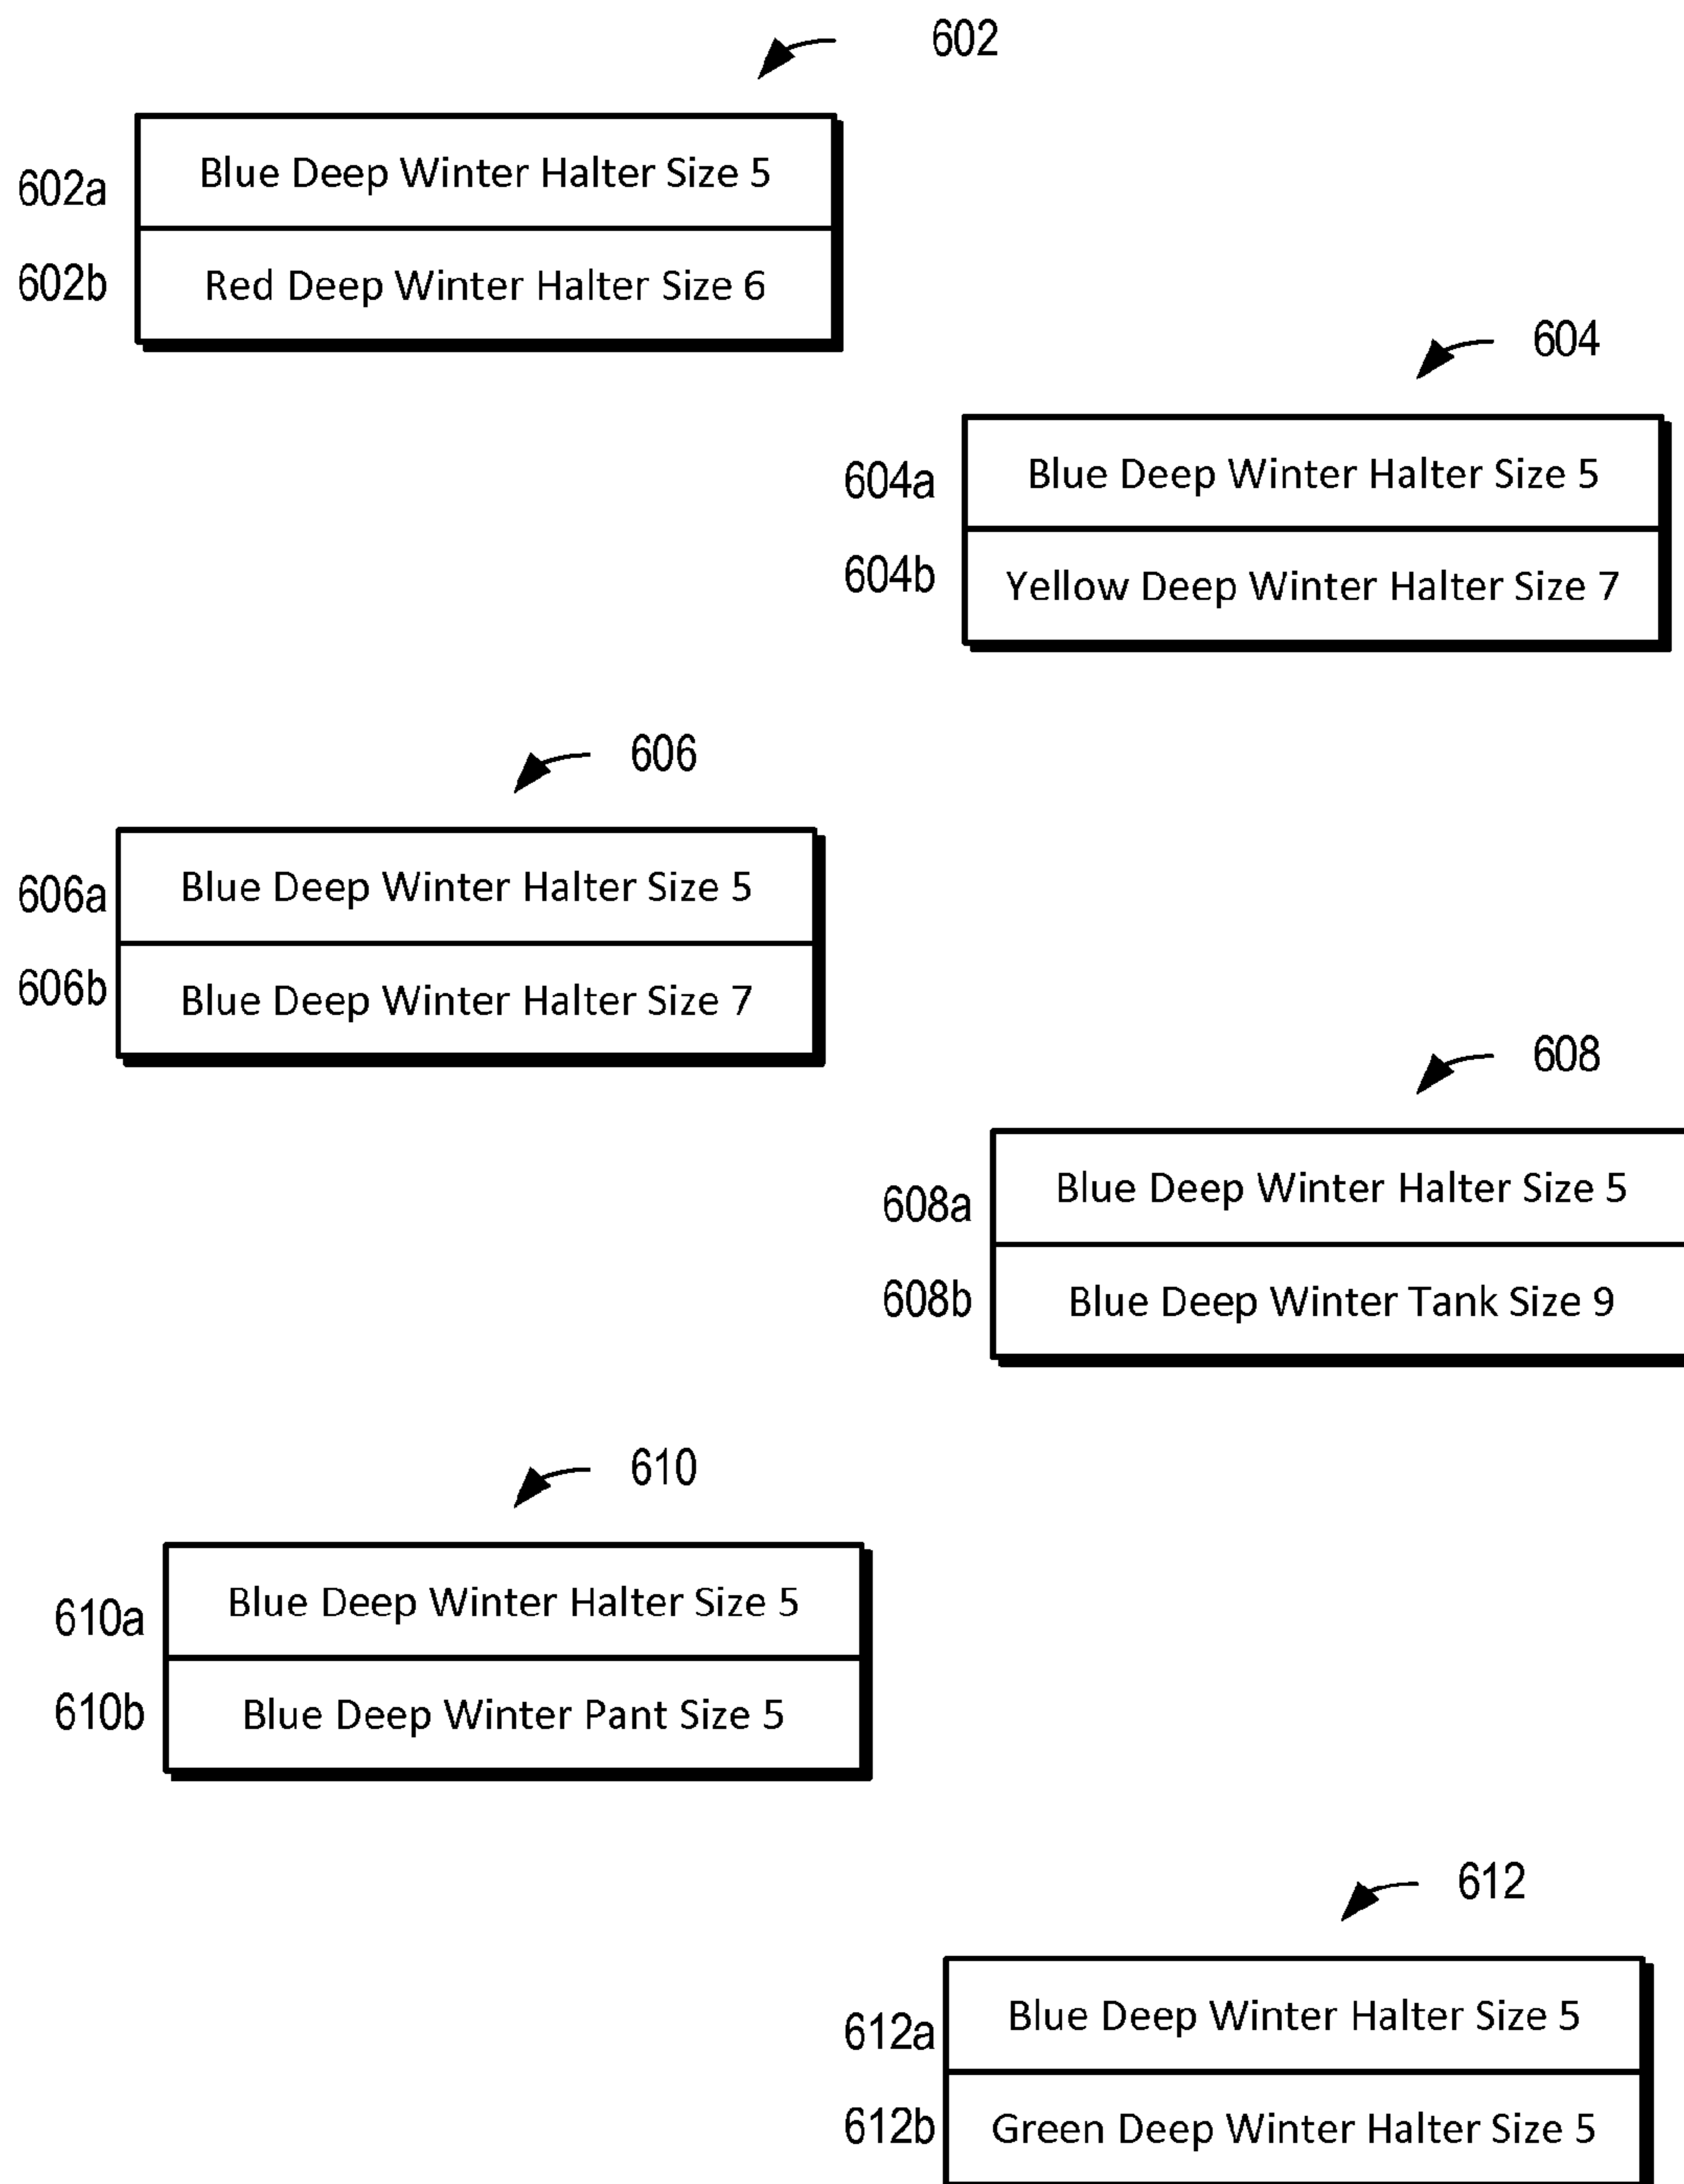 602
602a Blue Deep Winter Halter Size 5
602b Red Deep Winter Halter Size 6
604
604a Blue Deep Winter Halter Size 5
604b Yellow Deep Winter Halter Size 7
606
606a Blue Deep Winter Halter Size 5
606b Blue Deep Winter Halter Size 7
608
608a Blue Deep Winter Halter Size 5
608b Blue Deep Winter Tank Size 9
610
610a Blue Deep Winter Halter Size 5
610b Blue Deep Winter Pant Size 5
612
612a Blue Deep Winter Halter Size 5
612b Green Deep Winter Halter Size 5